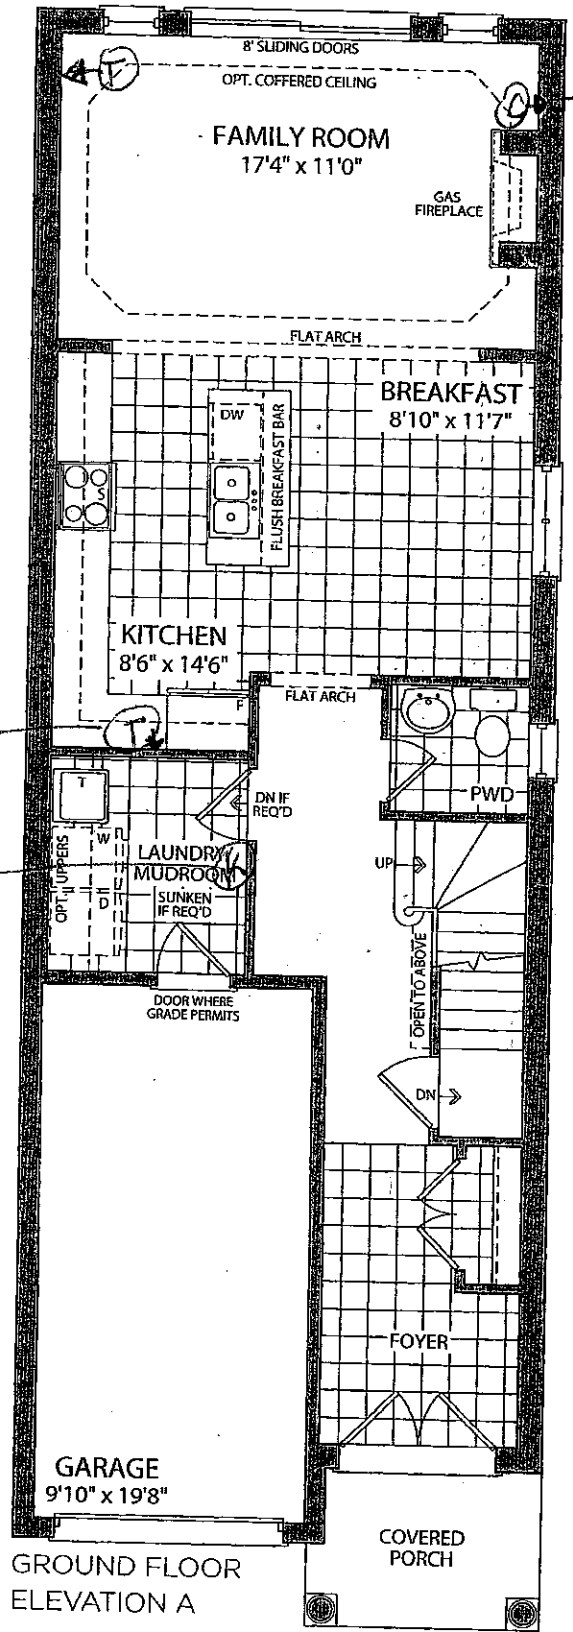 8' SLIDING DOORS
OPT. COFFERED CEILING
FAMILY ROOM
17'4" x 11'0"
GAS
FIREPLACE
FLAT ARCH
BREAKFAST
8'10" x 11'7"
DW
FLUSH BREAKFAST BAR
S
KITCHEN
8'6" x 14'6"
F
FLAT ARCH
T
PWD
DN IF
REQ'D
T
W
D
OPT. UPPERS
LAUNDRY/
MUDROOM
SUNKEN
IF REQ'D
UP
OPEN TO ABOVE
DOOR WHERE
GRADE PERMITS
DN
FOYER
GARAGE
9'10" x 19'8"
COVERED
PORCH
GROUND FLOOR
ELEVATION A